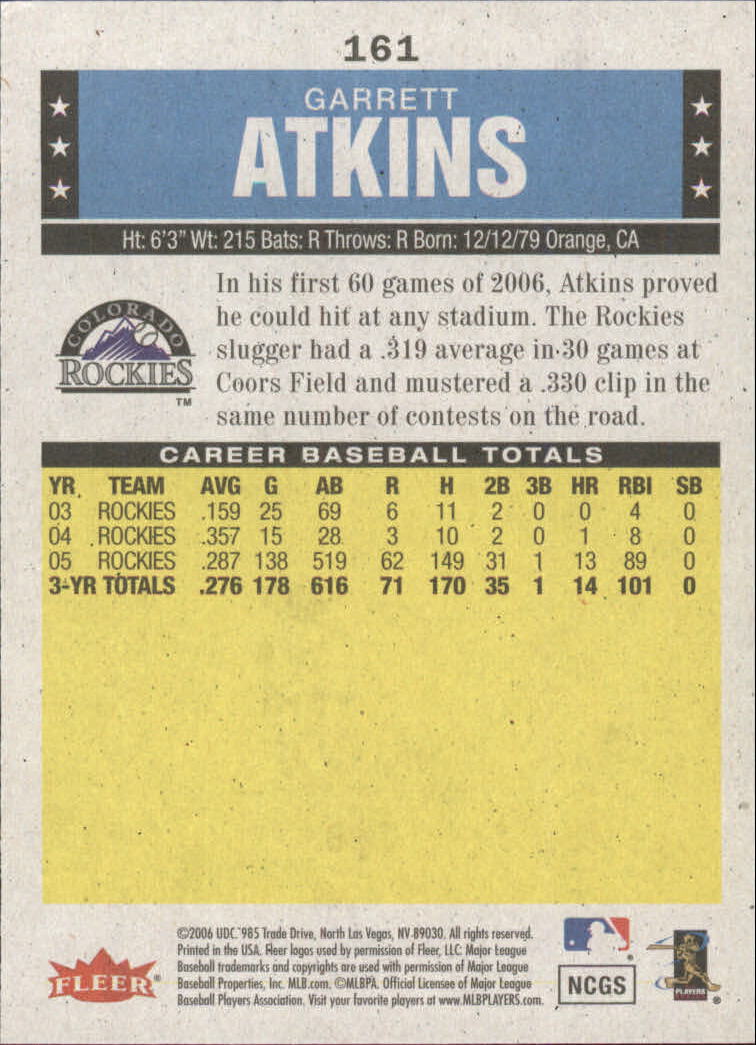 161
GARRETT
ATKINS
Ht: 6'3" Wt: 215 Bats: R Throws: R Born: 12/12/79 Orange, CA
COLORADO
ROCKIES
TM
In his first 60 games of 2006, Atkins proved
he could hit at any stadium. The Rockies
slugger had a .319 average in 30 games at
Coors Field and mustered a .330 clip in the
same number of contests on the road.
CAREER BASEBALL TOTALS
YR. TEAM AVG G AB R H 2B 3B HR RBI SB
03 ROCKIES .159 25 69 6 11 2 0 0 4 0
04 ROCKIES .357 15 28 3 10 2 0 1 8 0
05 ROCKIES .287 138 519 62 149 31 1 13 89 0
3-YR TOTALS .276 178 616 71 170 35 1 14 101 0
FLEER®
©2006 UDC. 985 Trade Drive, North Las Vegas, NV 89030. All rights reserved.
Printed in the USA. Fleer logos used by permission of Fleer, LLC. Major League
Baseball trademarks and copyrights are used with permission of Major League
Baseball Properties, Inc. MLB.com. ©MLBPA. Official Licensee of Major League
Baseball Players Association. Visit your favorite players at www.MLBPLAYERS.com.
®
NCGS
PLAYERS
®